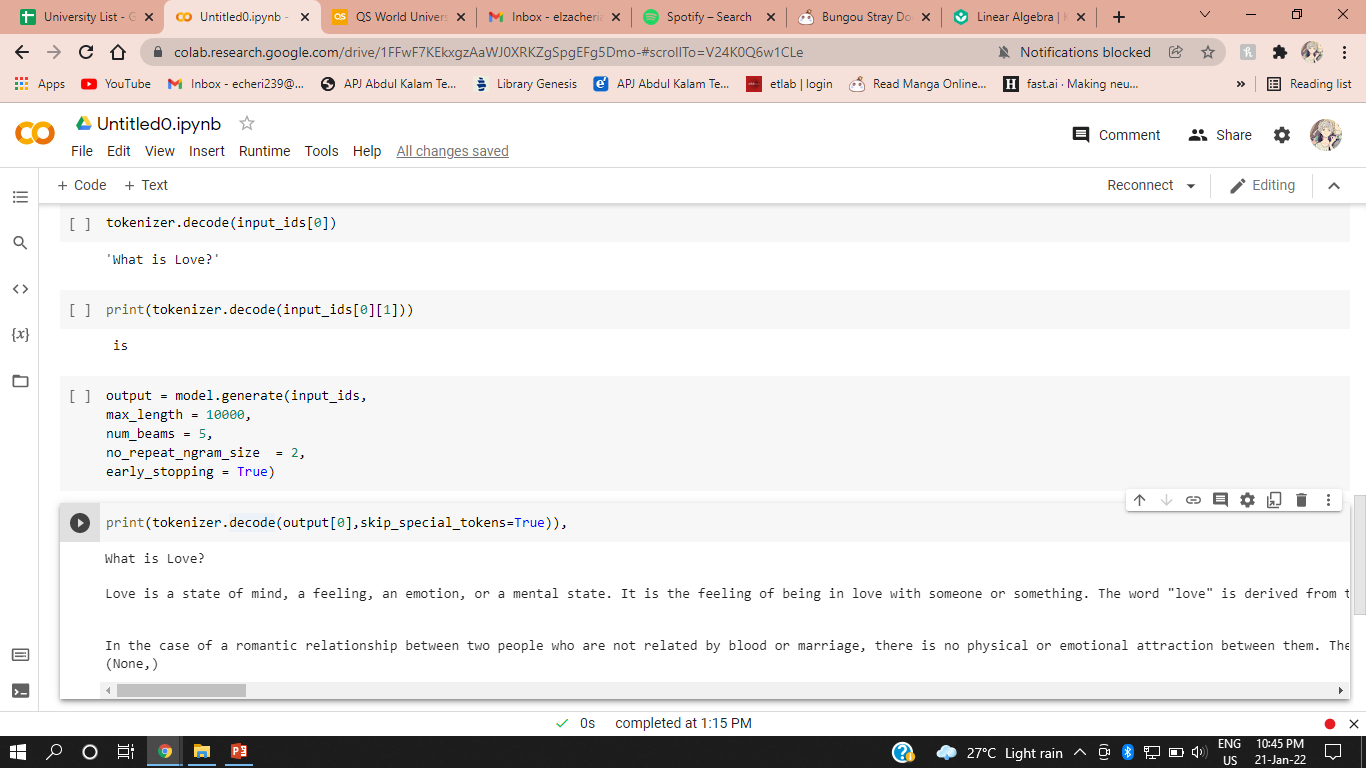 University List - G
Untitled0.ipynb -
QS World Univers
Inbox - elzacheria
Spotify – Search
Bungou Stray Do
Linear Algebra | K
colab.research.google.com/drive/1FFwF7KEkxgzAaWJ0XRKZgSpgEFg5Dmo-#scrollTo=V24K0Q6w1CLe
Notifications blocked
Apps
YouTube
Inbox - echeri239@...
APJ Abdul Kalam Te...
Library Genesis
APJ Abdul Kalam Te...
etlab | login
Read Manga Online...
fast.ai · Making neu...
»
Reading list
Untitled0.ipynb
File Edit View Insert Runtime Tools Help All changes saved
Comment
Share
+ Code + Text
Reconnect
Editing
[ ] tokenizer.decode(input_ids[0])
'What is Love?'
[ ] print(tokenizer.decode(input_ids[0][1]))
is
[ ] output = model.generate(input_ids,
max_length = 10000,
num_beams = 5,
no_repeat_ngram_size  = 2,
early_stopping = True)
print(tokenizer.decode(output[0],skip_special_tokens=True)),
What is Love?
Love is a state of mind, a feeling, an emotion, or a mental state. It is the feeling of being in love with someone or something. The word "love" is derived from t
In the case of a romantic relationship between two people who are not related by blood or marriage, there is no physical or emotional attraction between them. The
(None,)
0s completed at 1:15 PM
27°C Light rain
ENG
US
10:45 PM
21-Jan-22